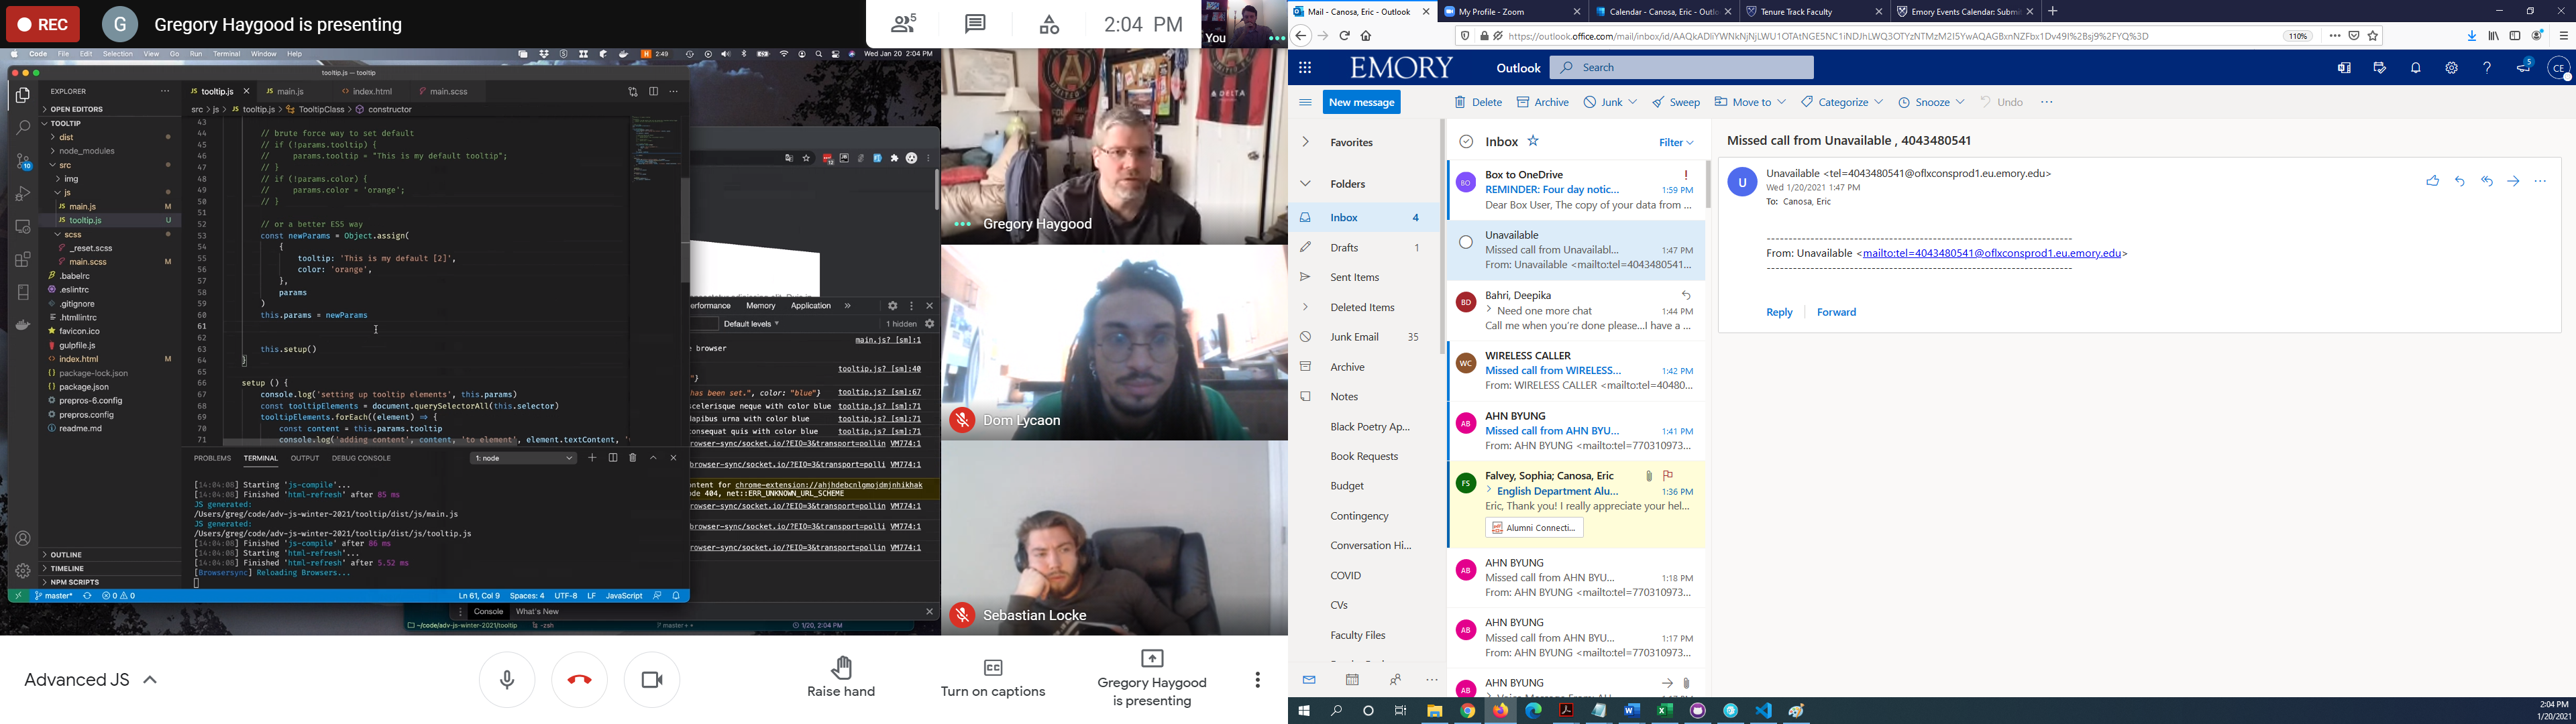 REC
G
Gregory Haygood is presenting
5
2:04 PM
You
Code File Edit Selection View Go Run Terminal Window Help
2:49
Wed Jan 20 2:04 PM
tooltip.js — tooltip
EXPLORER
OPEN EDITORS
TOOLTIP
dist
node_modules
src
img
js
main.js M
tooltip.js U
scss
_reset.scss
main.scss M
.babelrc
.eslintrc
.gitignore
.htmllintrc
favicon.ico
gulpfile.js
index.html M
package-lock.json
package.json
prepros-6.config
prepros.config
readme.md
OUTLINE
TIMELINE
NPM SCRIPTS
tooltip.js main.js index.html main.scss
src > js > tooltip.js > TooltipClass > constructor
43
44 // brute force way to set default
45 // if (!params.tooltip) {
46 //     params.tooltip = "This is my default tooltip";
47 // }
48 // if (!params.color) {
49 //     params.color = 'orange';
50 // }
51
52 // or a better ES5 way
53 const newParams = Object.assign(
54 {
55 tooltip: 'This is my default [2]',
56 color: 'orange',
57 },
58 params
59 )
60 this.params = newParams
61
62
63 this.setup()
64 }
65
66 setup () {
67 console.log('setting up tooltip elements', this.params)
68 const tooltipElements = document.querySelectorAll(this.selector)
69 tooltipElements.forEach((element) => {
70 const content = this.params.tooltip
71 console.log('adding content', content, 'to element', element.textContent,
PROBLEMS TERMINAL OUTPUT DEBUG CONSOLE
1: node
[14:04:08] Starting 'js-compile'...
[14:04:08] Finished 'html-refresh' after 85 ms
JS generated:
/Users/greg/code/adv-js-winter-2021/tooltip/dist/js/main.js
JS generated:
/Users/greg/code/adv-js-winter-2021/tooltip/dist/js/tooltip.js
[14:04:08] Finished 'js-compile' after 86 ms
[14:04:08] Starting 'html-refresh'...
[14:04:08] Finished 'html-refresh' after 5.52 ms
[Browsersync] Reloading Browsers...
master* 0 0
Ln 61, Col 9 Spaces: 4 UTF-8 LF JavaScript
erformance Memory Application
Default levels 1 hidden
main.js? [sm]:1
e browser
tooltip.js? [sm]:40
"}
has been set.", color: "blue"} tooltip.js? [sm]:67
scelerisque neque with color blue tooltip.js? [sm]:71
dapibus urna with color blue tooltip.js? [sm]:71
onsequat quis with color blue tooltip.js? [sm]:71
rowser-sync/socket.io/?EIO=3&transport=pollin VM774:1
rowser-sync/socket.io/?EIO=3&transport=polli VM774:1
ontent for chrome-extension://ahjhdebcnlgmojdmjnhikhak
ode 404, net::ERR_UNKNOWN_URL_SCHEME
rowser-sync/socket.io/?EIO=3&transport=pollin VM774:1
rowser-sync/socket.io/?EIO=3&transport=polli VM774:1
rowser-sync/socket.io/?EIO=3&transport=pollin VM774:1
Console What's New
~/code/adv-js-winter-2021/tooltip -zsh master 1/20, 2:04 PM
DELTA
Gregory Haygood
Dom Lycaon
Sebastian Locke
Advanced JS
Raise hand
Turn on captions
Gregory Haygood
is presenting
Mail - Canosa, Eric - Outlook
My Profile - Zoom
Calendar - Canosa, Eric - Outlo
Tenure Track Faculty
Emory Events Calendar: Submi
110%
EMORY
Outlook
Search
5
CE
New message
Delete Archive Junk Sweep Move to Categorize Snooze Undo
Favorites
Folders
Inbox 4
Drafts 1
Sent Items
Deleted Items
Junk Email 35
Archive
Notes
Black Poetry Ap...
Book Requests
Budget
Contingency
Conversation Hi...
COVID
CVs
Faculty Files
Inbox
Filter
BO
Box to OneDrive !
REMINDER: Four day notic... 1:59 PM
Dear Box User, The copy of your data from ...
Unavailable
Missed call from Unavailabl... 1:47 PM
From: Unavailable <mailto:tel=4043480541...
BD
Bahri, Deepika
Need one more chat 1:44 PM
Call me when you're done please...I have a ...
WC
WIRELESS CALLER
Missed call from WIRELESS... 1:42 PM
From: WIRELESS CALLER <mailto:tel=40480...
AB
AHN BYUNG
Missed call from AHN BYU... 1:41 PM
From: AHN BYUNG <mailto:tel=770310973...
FS
Falvey, Sophia; Canosa, Eric
English Department Alu... 1:36 PM
Eric, Thank you! I really appreciate your hel...
Alumni Connecti...
AB
AHN BYUNG
Missed call from AHN BYU... 1:18 PM
From: AHN BYUNG <mailto:tel=770310973...
AB
AHN BYUNG
Missed call from AHN BYU... 1:17 PM
From: AHN BYUNG <mailto:tel=770310973...
AB
AHN BYUNG
Missed call from Unavailable , 4043480541
U
Unavailable <tel=4043480541@oflxconsprod1.eu.emory.edu>
Wed 1/20/2021 1:47 PM
To: Canosa, Eric
From: Unavailable <mailto:tel=4043480541@oflxconsprod1.eu.emory.edu>
Reply Forward
2:04 PM
1/20/2021